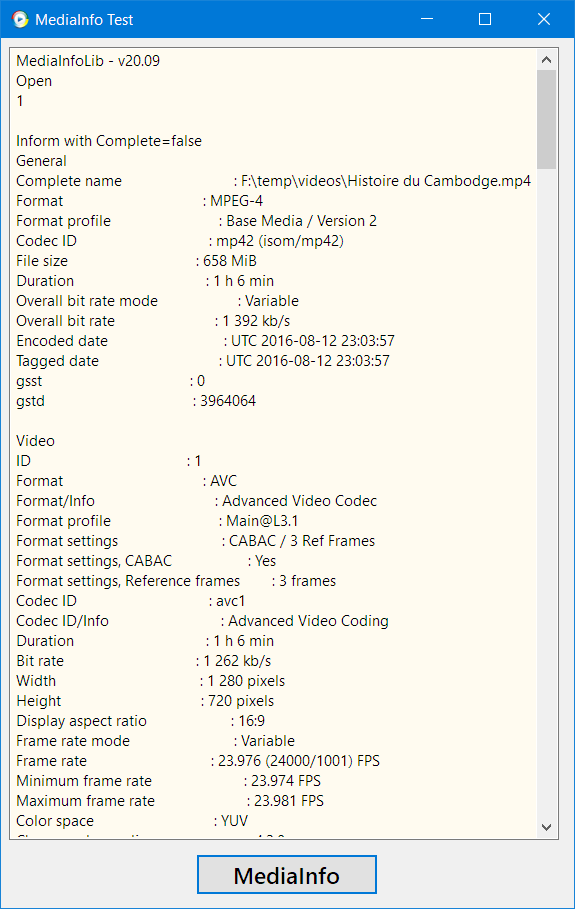 MediaInfo Test
MediaInfoLib - v20.09
Open
1
Inform with Complete=false
General
Complete name : F:\temp\videos\Histoire du Cambodge.mp4
Format : MPEG-4
Format profile : Base Media / Version 2
Codec ID : mp42 (isom/mp42)
File size : 658 MiB
Duration : 1 h 6 min
Overall bit rate mode : Variable
Overall bit rate : 1 392 kb/s
Encoded date : UTC 2016-08-12 23:03:57
Tagged date : UTC 2016-08-12 23:03:57
gsst : 0
gstd : 3964064
Video
ID : 1
Format : AVC
Format/Info : Advanced Video Codec
Format profile : Main@L3.1
Format settings : CABAC / 3 Ref Frames
Format settings, CABAC : Yes
Format settings, Reference frames : 3 frames
Codec ID : avc1
Codec ID/Info : Advanced Video Coding
Duration : 1 h 6 min
Bit rate : 1 262 kb/s
Width : 1 280 pixels
Height : 720 pixels
Display aspect ratio : 16:9
Frame rate mode : Variable
Frame rate : 23.976 (24000/1001) FPS
Minimum frame rate : 23.974 FPS
Maximum frame rate : 23.981 FPS
Color space : YUV
MediaInfo